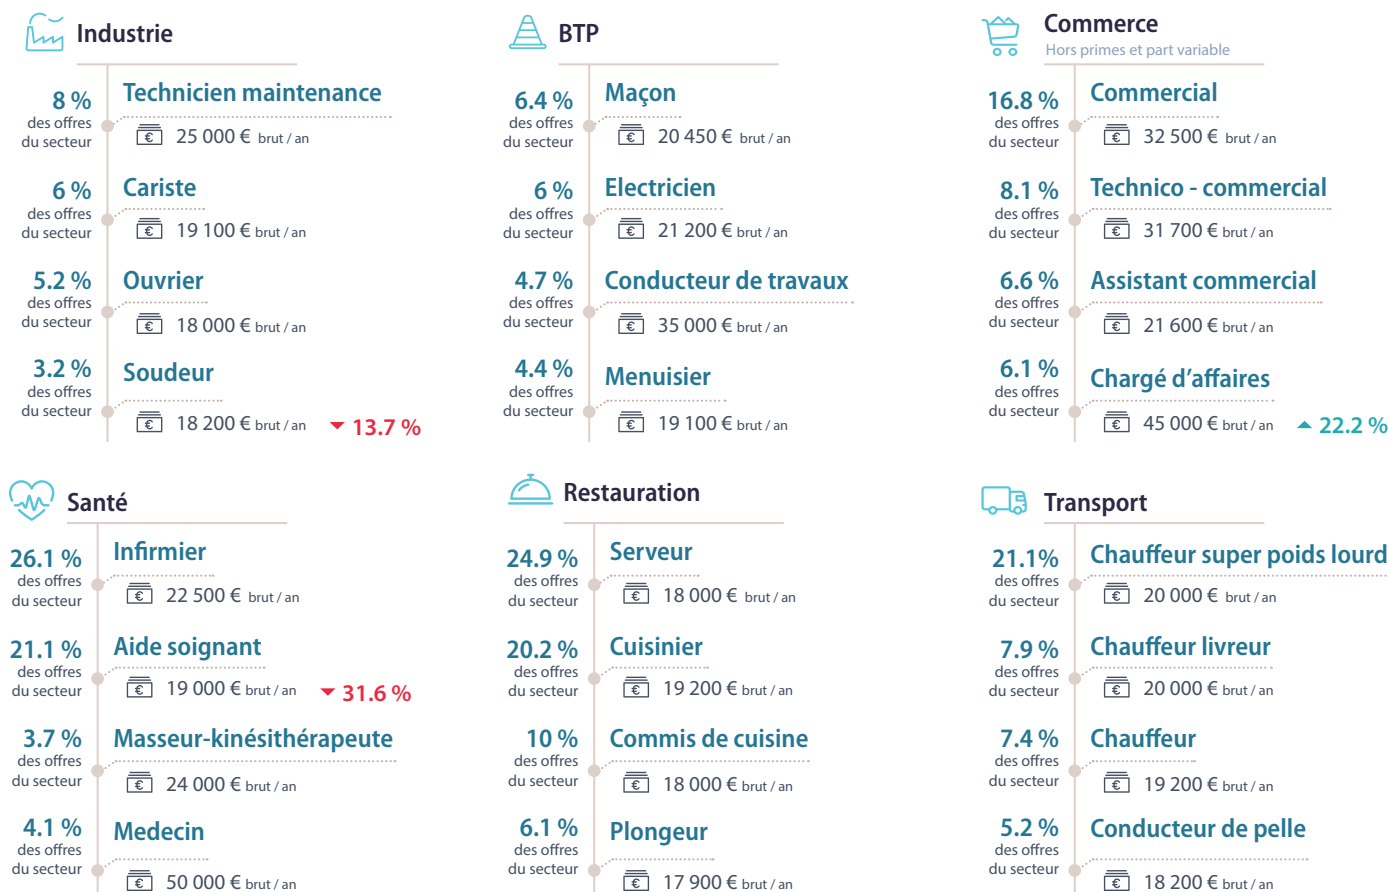 Industrie
8 %
des offres
du secteur
Technicien maintenance
€ 25 000 € brut / an
6 %
des offres
du secteur
Cariste
€ 19 100 € brut / an
5.2 %
des offres
du secteur
Ouvrier
€ 18 000 € brut / an
3.2 %
des offres
du secteur
Soudeur
€ 18 200 € brut / an 13.7 %
BTP
6.4 %
des offres
du secteur
Maçon
€ 20 450 € brut / an
6 %
des offres
du secteur
Electricien
€ 21 200 € brut / an
4.7 %
des offres
du secteur
Conducteur de travaux
€ 35 000 € brut / an
4.4 %
des offres
du secteur
Menuisier
€ 19 100 € brut / an
Commerce
Hors primes et part variable
16.8 %
des offres
du secteur
Commercial
€ 32 500 € brut / an
8.1 %
des offres
du secteur
Technico - commercial
€ 31 700 € brut / an
6.6 %
des offres
du secteur
Assistant commercial
€ 21 600 € brut / an
6.1 %
des offres
du secteur
Chargé d’affaires
€ 45 000 € brut / an 22.2 %
Santé
26.1 %
des offres
du secteur
Infirmier
€ 22 500 € brut / an
21.1 %
des offres
du secteur
Aide soignant
€ 19 000 € brut / an 31.6 %
3.7 %
des offres
du secteur
Masseur-kinésithérapeute
€ 24 000 € brut / an
4.1 %
des offres
du secteur
Medecin
€ 50 000 € brut / an
Restauration
24.9 %
des offres
du secteur
Serveur
€ 18 000 € brut / an
20.2 %
des offres
du secteur
Cuisinier
€ 19 200 € brut / an
10 %
des offres
du secteur
Commis de cuisine
€ 18 000 € brut / an
6.1 %
des offres
du secteur
Plongeur
€ 17 900 € brut / an
Transport
21.1%
des offres
du secteur
Chauffeur super poids lourd
€ 20 000 € brut / an
7.9 %
des offres
du secteur
Chauffeur livreur
€ 20 000 € brut / an
7.4 %
des offres
du secteur
Chauffeur
€ 19 200 € brut / an
5.2 %
des offres
du secteur
Conducteur de pelle
€ 18 200 € brut / an